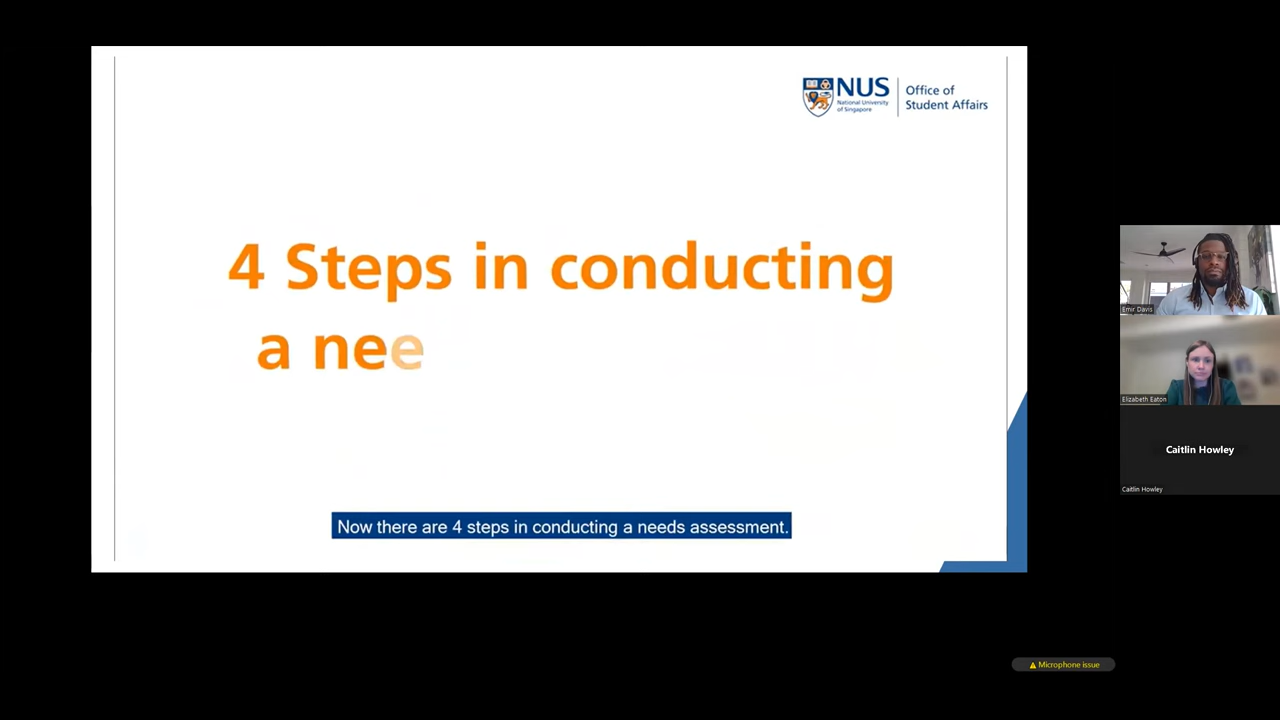 NUS
National University
of Singapore
Office of
Student Affairs
4 Steps in conducting
a nee
Now there are 4 steps in conducting a needs assessment.
Emir Davis
Elizabeth Eaton
Caitlin Howley
Caitlin Howley
Microphone issue